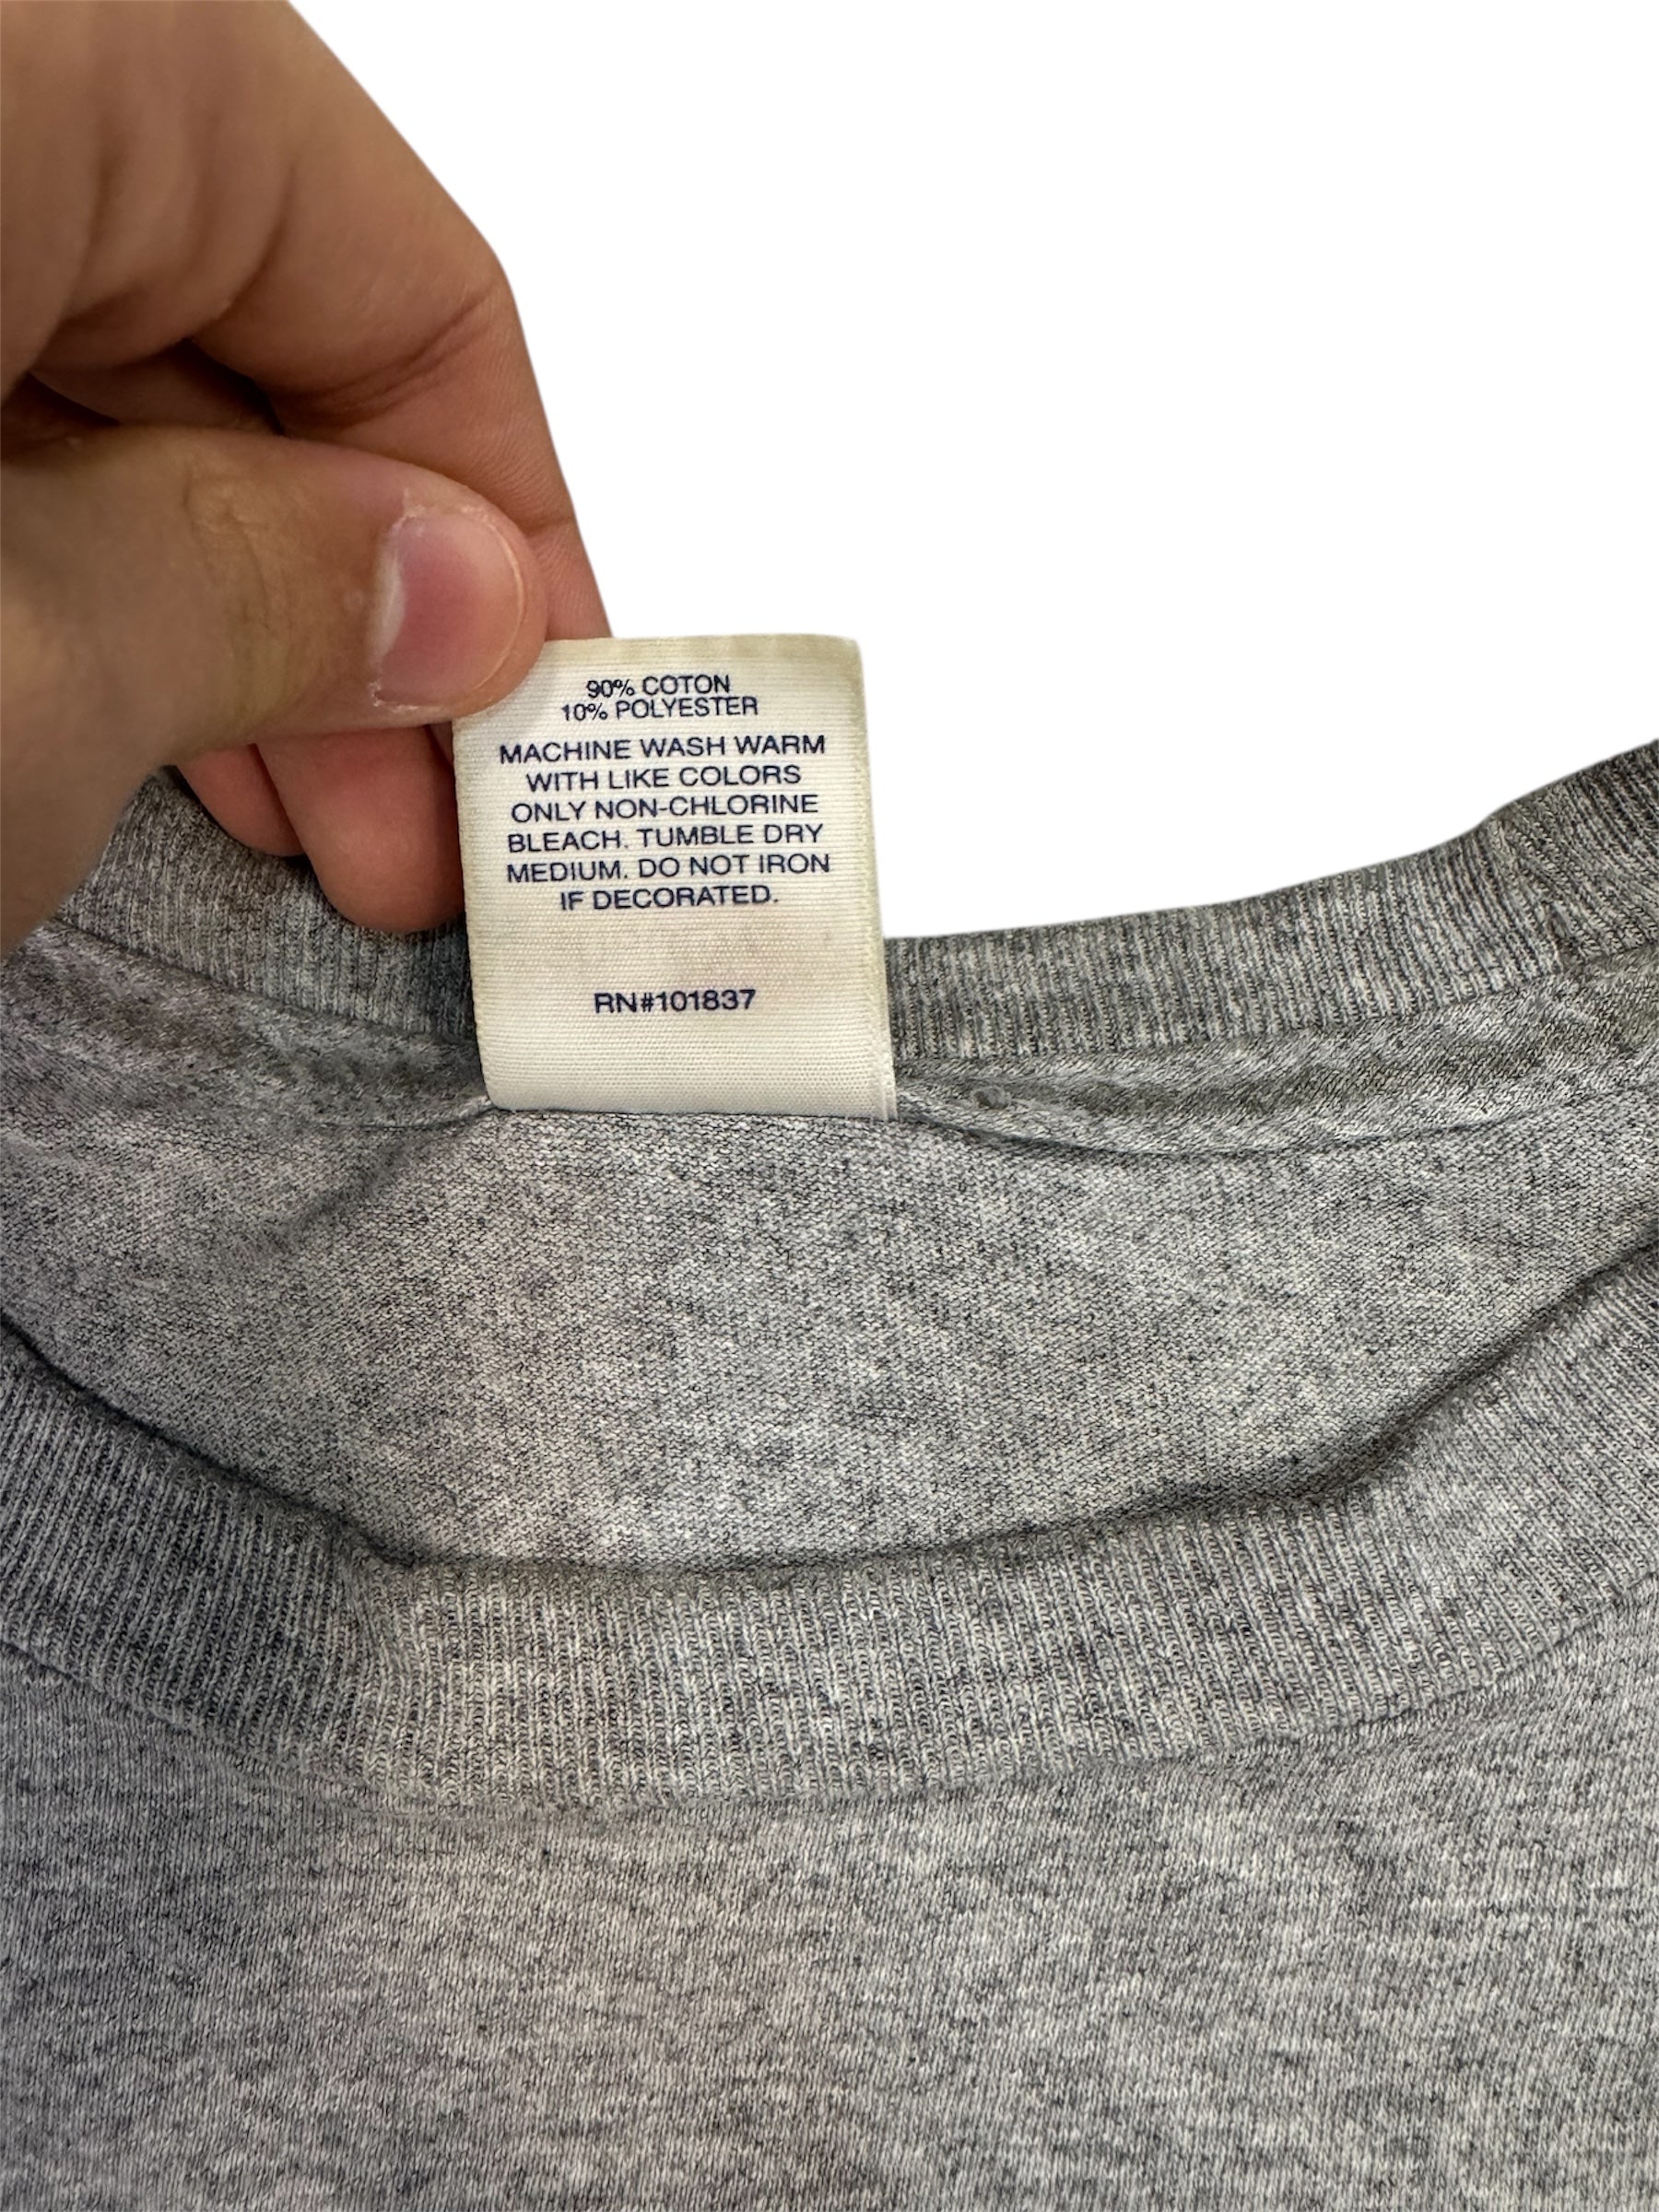 90% COTON
10% POLYESTER
MACHINE WASH WARM
WITH LIKE COLORS
ONLY NON-CHLORINE
BLEACH. TUMBLE DRY
MEDIUM. DO NOT IRON
IF DECORATED.
RN#101837